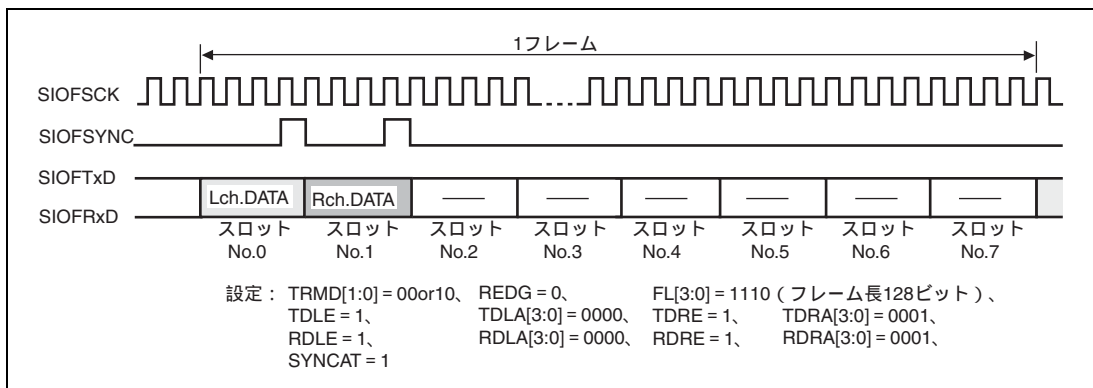 1フレーム
SIOFSCK
SIOFSYNC
SIOFTxD
SIOFRxD
Lch.DATA Rch.DATA
スロット スロット スロット スロット スロット スロット スロット スロット
No.0 No.1 No.2 No.3 No.4 No.5 No.6 No.7
設定： TRMD[1:0]＝00or10、 REDG＝0、 FL[3:0]＝1110（フレーム長128ビット）、
TDLE＝1、 TDLA[3:0]＝0000、 TDRE＝1、 TDRA[3:0]＝0001、
RDLE＝1、 RDLA[3:0]＝0000、 RDRE＝1、 RDRA[3:0]＝0001、
SYNCAT＝1